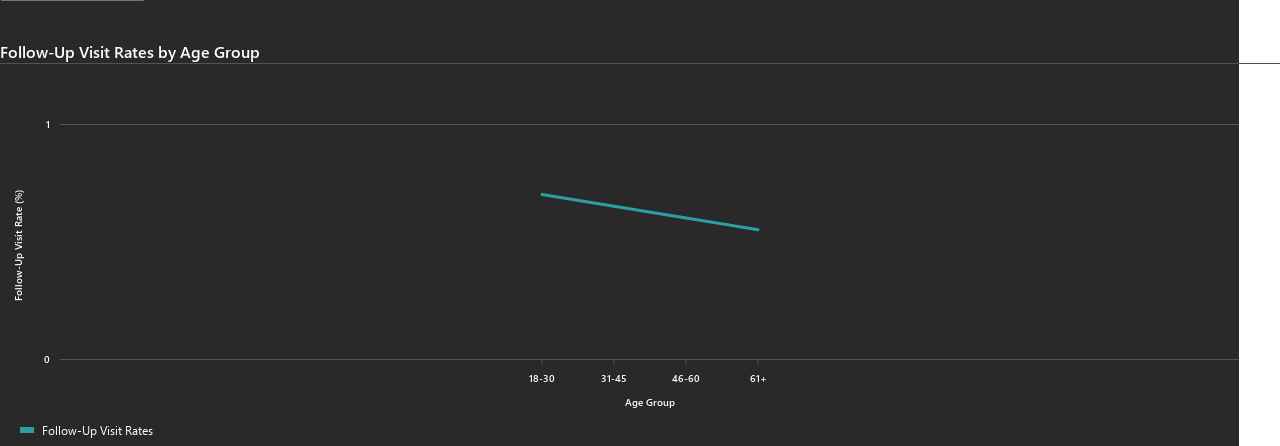 Follow-Up Visit Rates by Age Group
1
Follow-Up Visit Rate (%)
0
18-30 31-45 46-60 61+
Age Group
Follow-Up Visit Rates